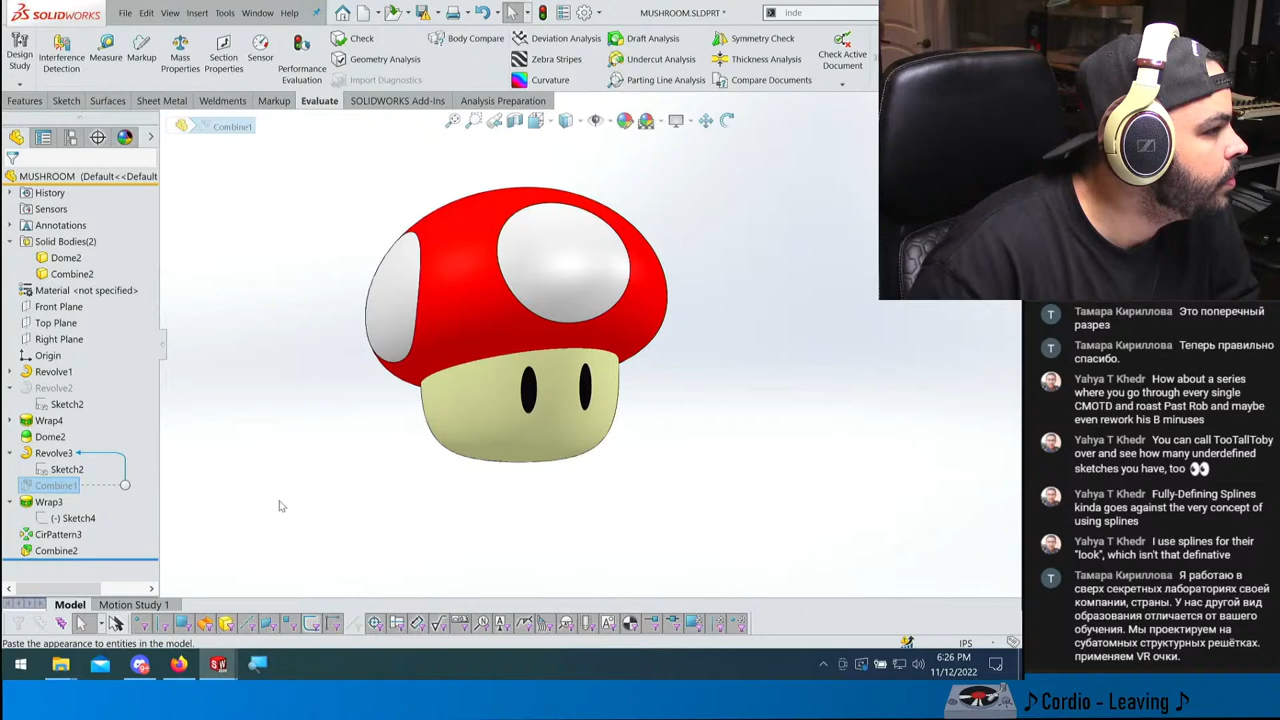 SOLIDWORKS File Edit View Insert Tools Window Help MUSHROOM.SLDPRT * inde
Design Study
Interference Detection
Measure
Markup
Mass Properties
Section Properties
Sensor
Performance Evaluation
Check
Geometry Analysis
Import Diagnostics
Body Compare
Deviation Analysis
Zebra Stripes
Curvature
Draft Analysis
Undercut Analysis
Parting Line Analysis
Symmetry Check
Thickness Analysis
Compare Documents
Check Active Document
Features Sketch Surfaces Sheet Metal Weldments Markup Evaluate SOLIDWORKS Add-Ins Analysis Preparation
Combine1
MUSHROOM (Default<<Default
History
Sensors
Annotations
Solid Bodies(2)
Dome2
Combine2
Material <not specified>
Front Plane
Top Plane
Right Plane
Origin
Revolve1
Revolve2
Sketch2
Wrap4
Dome2
Revolve3
Sketch2
Combine1
Wrap3
(-) Sketch4
CirPattern3
Combine2
Model Motion Study 1
Paste the appearance to entities in the model.
IPS
6:26 PM
11/12/2022
Тамара Кириллова Это поперечный
разрез
Тамара Кириллова Теперь правильно
спасибо.
Yahya T Khedr How about a series
where you go through every single
CMOTD and roast Past Rob and maybe
even rework his B minuses
Yahya T Khedr You can call TooTallToby
over and see how many underdefined
sketches you have, too
Yahya T Khedr Fully-Defining Splines
kinda goes against the very concept of
using splines
Yahya T Khedr I use splines for their
"look", which isn't that definative
Тамара Кириллова Я работаю в
сверх секретных лабораториях своей
компании, страны. У нас другой вид
образования отличается от вашего
обучения. Мы проектируем на
субатомных структурных решётках.
применяем VR очки.
♪ Cordio - Leaving ♪